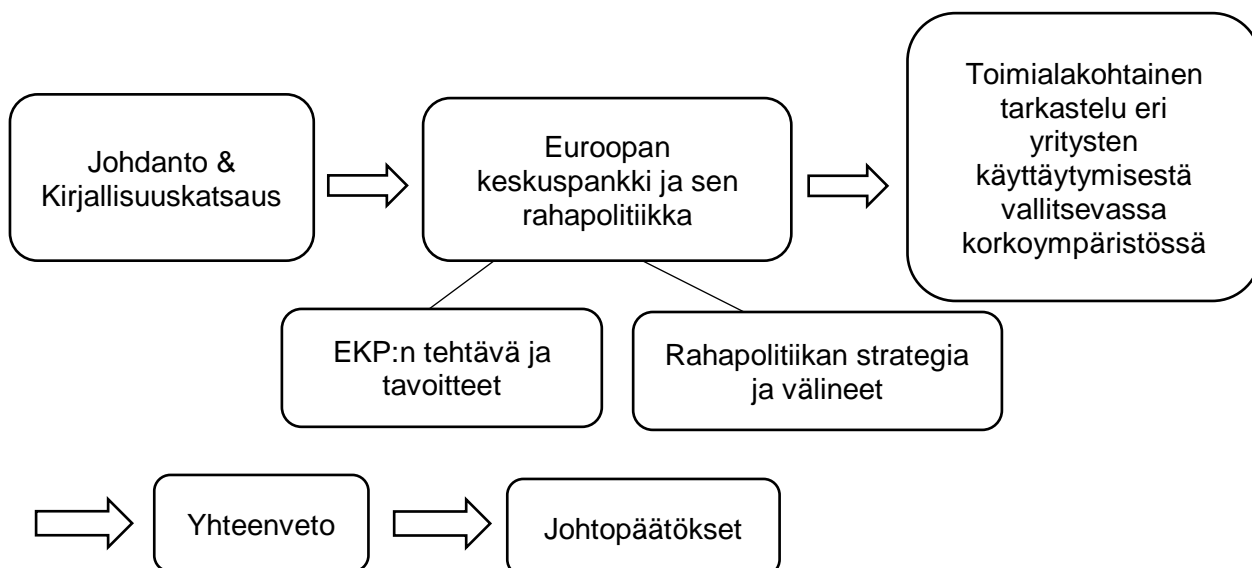 Johdanto &
Kirjallisuuskatsaus
Euroopan
keskuspankki ja sen
rahapolitiikka
Toimialakohtainen
tarkastelu eri
yritysten
käyttäytymisestä
vallitsevassa
korkoympäristössä
EKP:n tehtävä ja
tavoitteet
Rahapolitiikan strategia
ja välineet
Yhteenveto
Johtopäätökset